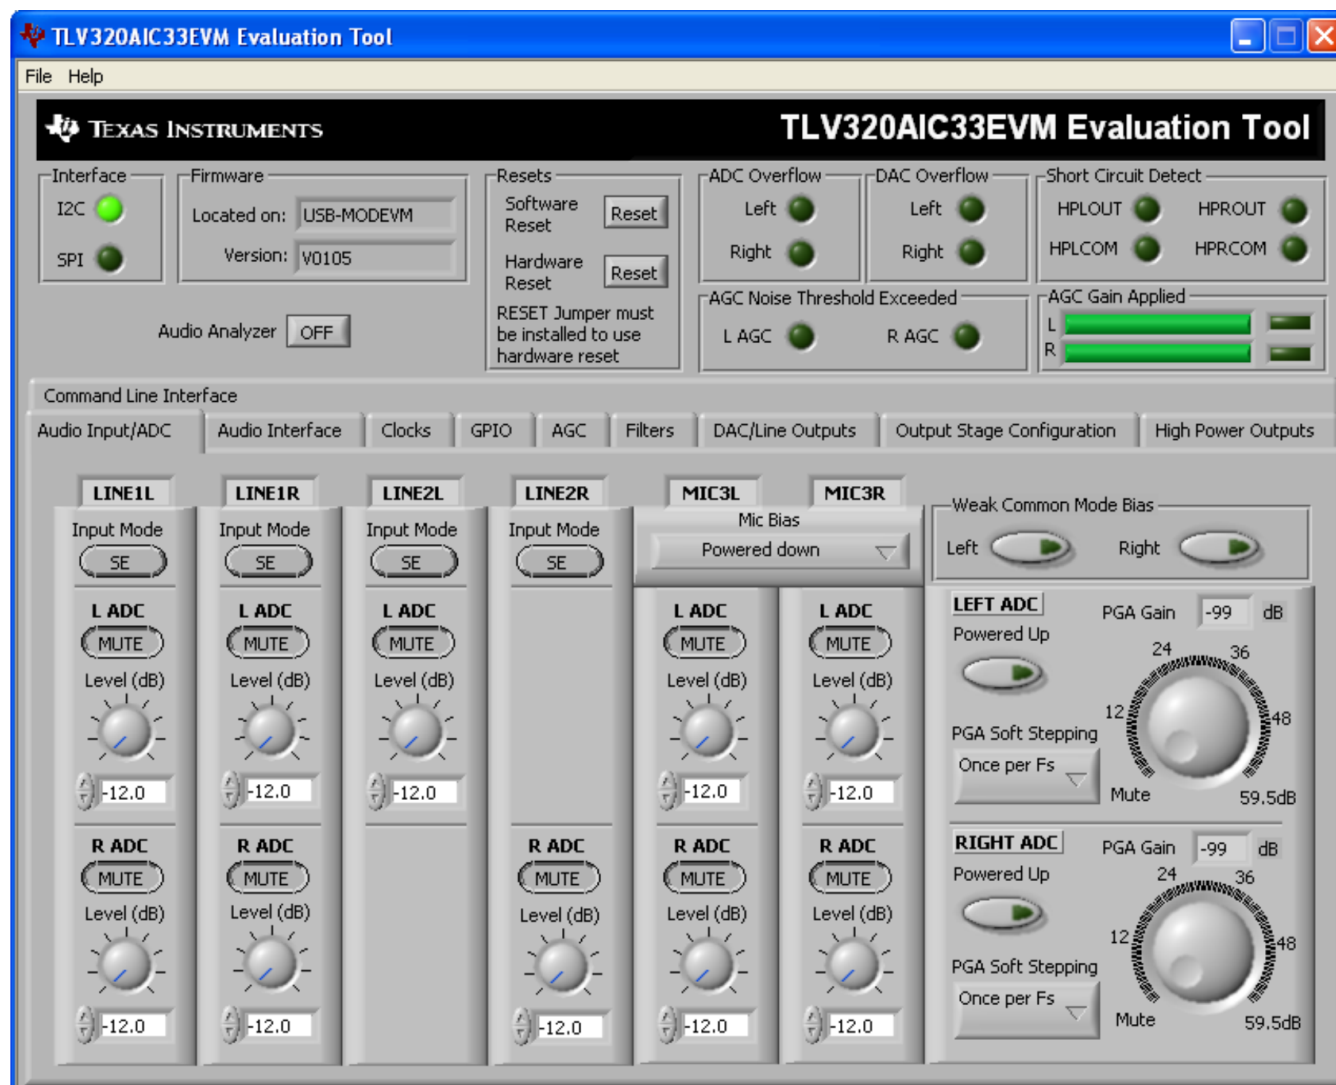 TLV320AIC33EVM Evaluation Tool
File Help
TEXAS INSTRUMENTS
TLV320AIC33EVM Evaluation Tool
Interface
I2C
SPI
Firmware
Located on: USB-MODEVM
Version: V0105
Audio Analyzer OFF
Resets
Software Reset Reset
Hardware Reset Reset
RESET Jumper must
be installed to use
hardware reset
ADC Overflow
Left
Right
DAC Overflow
Left
Right
Short Circuit Detect
HPLOUT HPROUT
HPLCOM HPRCOM
AGC Noise Threshold Exceeded
L AGC R AGC
AGC Gain Applied
L
R
Command Line Interface
Audio Input/ADC Audio Interface Clocks GPIO AGC Filters DAC/Line Outputs Output Stage Configuration High Power Outputs
LINE1L
Input Mode
SE
L ADC
MUTE
Level (dB)
-12.0
R ADC
MUTE
Level (dB)
-12.0
LINE1R
Input Mode
SE
L ADC
MUTE
Level (dB)
-12.0
R ADC
MUTE
Level (dB)
-12.0
LINE2L
Input Mode
SE
L ADC
MUTE
Level (dB)
-12.0
LINE2R
Input Mode
SE
R ADC
MUTE
Level (dB)
-12.0
MIC3L MIC3R
Mic Bias
Powered down
L ADC
MUTE
Level (dB)
-12.0
R ADC
MUTE
Level (dB)
-12.0
L ADC
MUTE
Level (dB)
-12.0
R ADC
MUTE
Level (dB)
-12.0
Weak Common Mode Bias
Left Right
LEFT ADC
Powered Up
PGA Soft Stepping
Once per Fs
PGA Gain -99 dB
24 36
12 48
Mute 59.5dB
RIGHT ADC
Powered Up
PGA Soft Stepping
Once per Fs
PGA Gain -99 dB
24 36
12 48
Mute 59.5dB